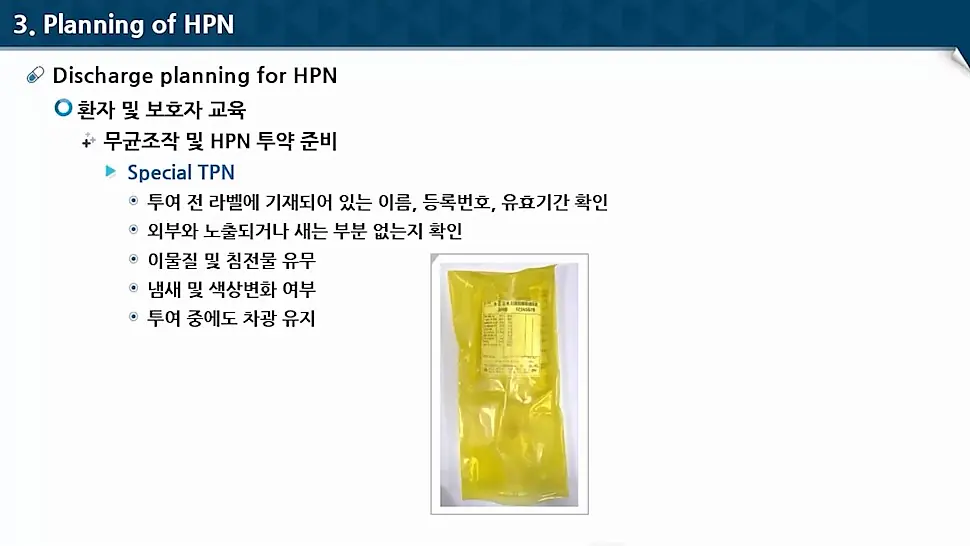 3. Planning of HPN
Discharge planning for HPN
환자 및 보호자 교육
무균조작 및 HPN 투약 준비
Special TPN
투여 전 라벨에 기재되어 있는 이름, 등록번호, 유효기간 확인
외부와 노출되거나 새는 부분 없는지 확인
이물질 및 침전물 유무
냄새 및 색상변화 여부
투여 중에도 차광 유지